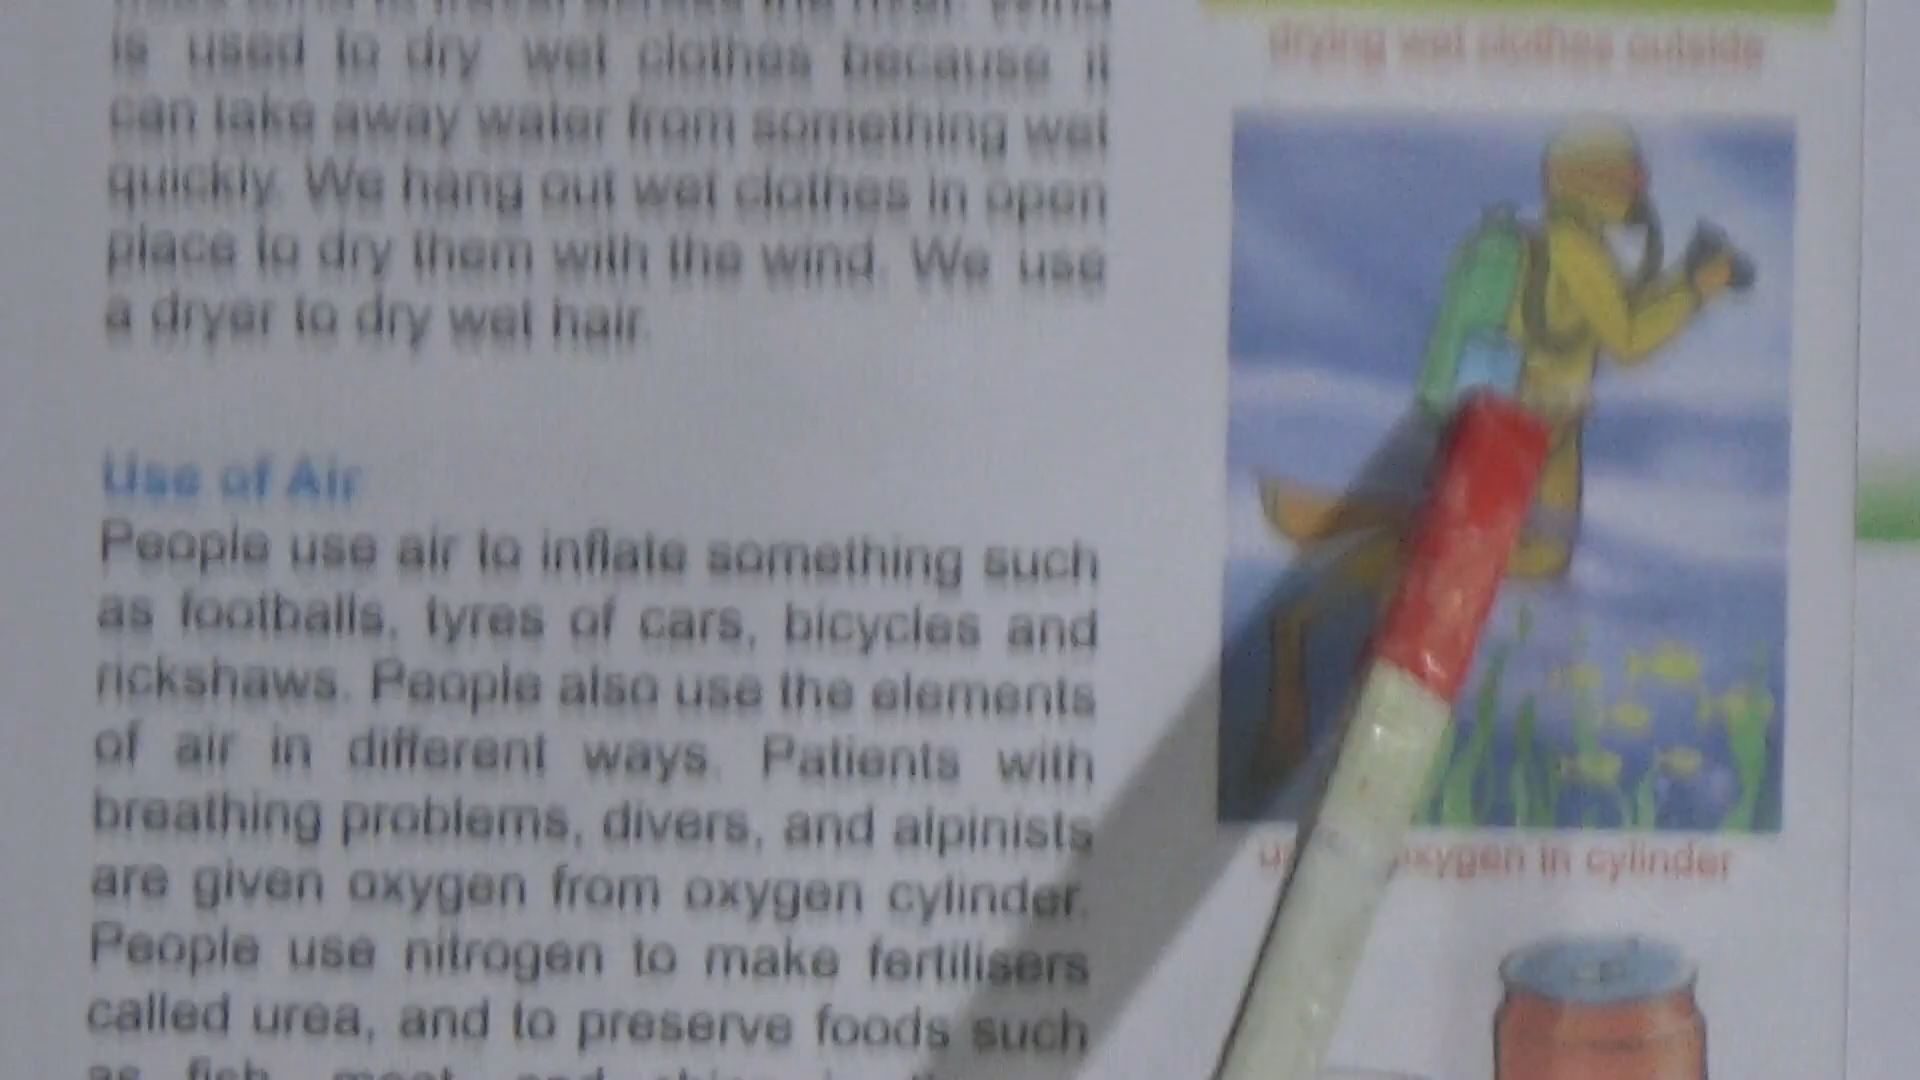 is used to dry wet clothes because it
can take away water from something wet
quickly. We hang out wet clothes in open
place to dry them with the wind. We use
a dryer to dry wet hair.
Use of Air
People use air to inflate something such
as footballs, tyres of cars, bicycles and
rickshaws. People also use the elements
of air in different ways. Patients with
breathing problems, divers, and alpinists
are given oxygen from oxygen cylinder.
People use nitrogen to make fertilisers
called urea, and to preserve foods such
as fish, meat, and
drying wet clothes outside
oxygen in cylinder